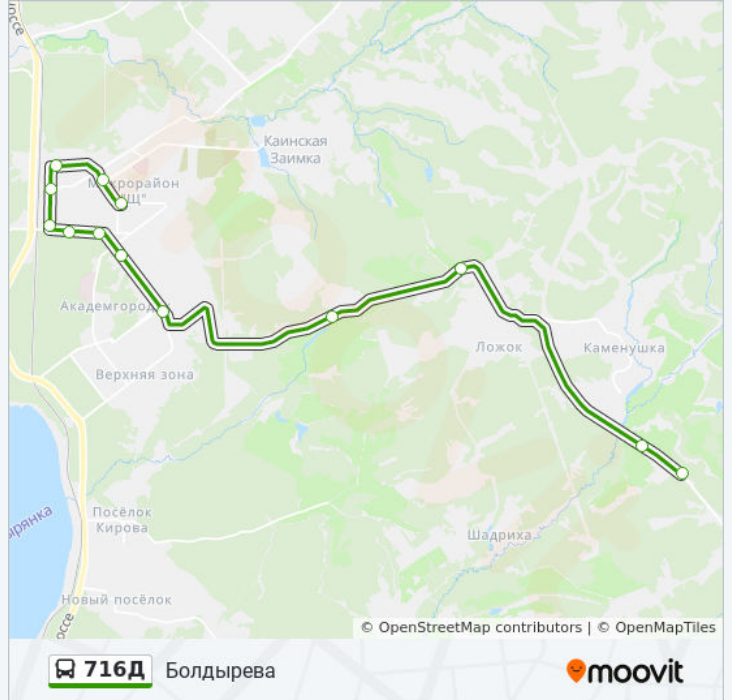 Каинская
Заимка
Микрорайон
"Щ"
Академгородок
Ложок
Каменушка
Верхняя зона
Посёлок
Кирова
Шадриха
Новый посёлок
© OpenStreetMap contributors | © OpenMapTiles
716Д Болдырева
moovit